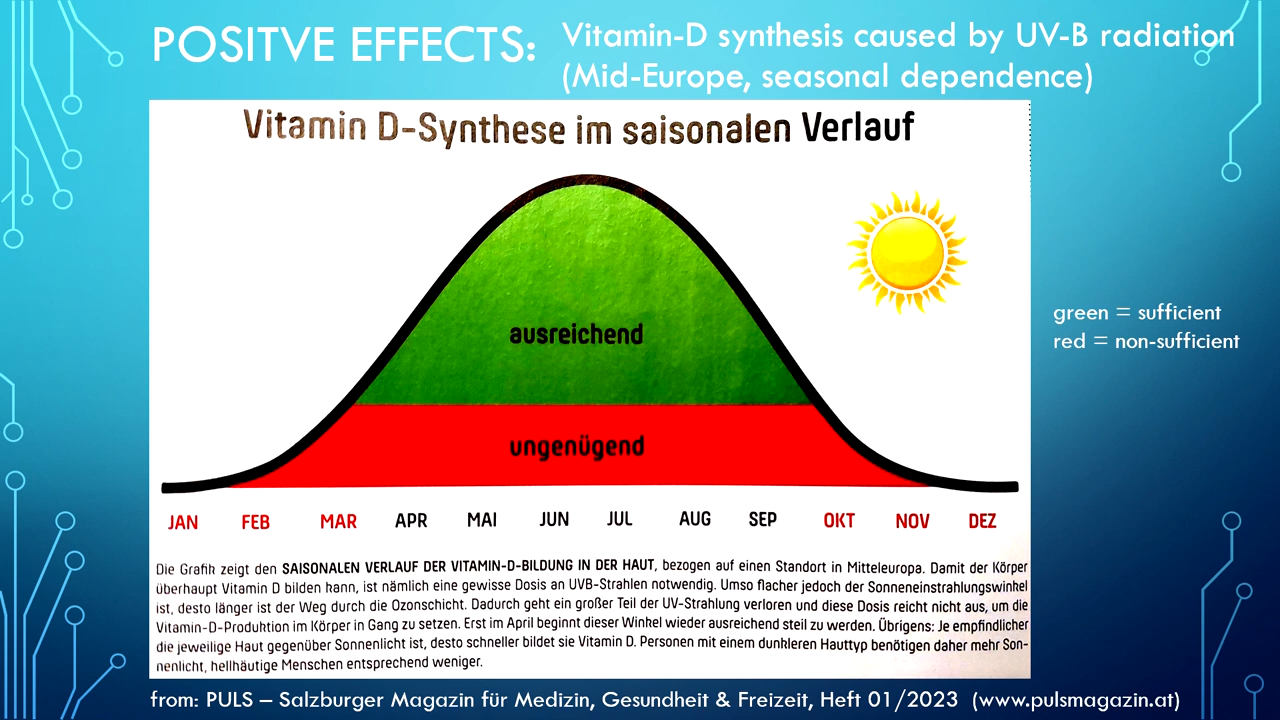 POSITVE EFFECTS:
Vitamin-D synthesis caused by UV-B radiation
(Mid-Europe, seasonal dependence)
Vitamin D-Synthese im saisonalen Verlauf
ausreichend
ungenügend
green = sufficient
red = non-sufficient
JAN FEB MAR APR MAI JUN JUL AUG SEP OKT NOV DEZ
Die Grafik zeigt den SAISONALEN VERLAUF DER VITAMIN-D-BILDUNG IN DER HAUT, bezogen auf einen Standort in Mitteleuropa. Damit der Körper
überhaupt Vitamin D bilden kann, ist nämlich eine gewisse Dosis an UVB-Strahlen notwendig. Umso flacher jedoch der Sonneneinstrahlungswinkel
ist, desto länger ist der Weg durch die Ozonschicht. Dadurch geht ein großer Teil der UV-Strahlung verloren und diese Dosis reicht nicht aus, um die
Vitamin-D-Produktion im Körper in Gang zu setzen. Erst im April beginnt dieser Winkel wieder ausreichend steil zu werden. Übrigens: Je empfindlicher
die jeweilige Haut gegenüber Sonnenlicht ist, desto schneller bildet sie Vitamin D. Personen mit einem dunkleren Hauttyp benötigen daher mehr Son-
nenlicht, hellhäutige Menschen entsprechend weniger.
from: PULS – Salzburger Magazin für Medizin, Gesundheit & Freizeit, Heft 01/2023 (www.pulsmagazin.at)